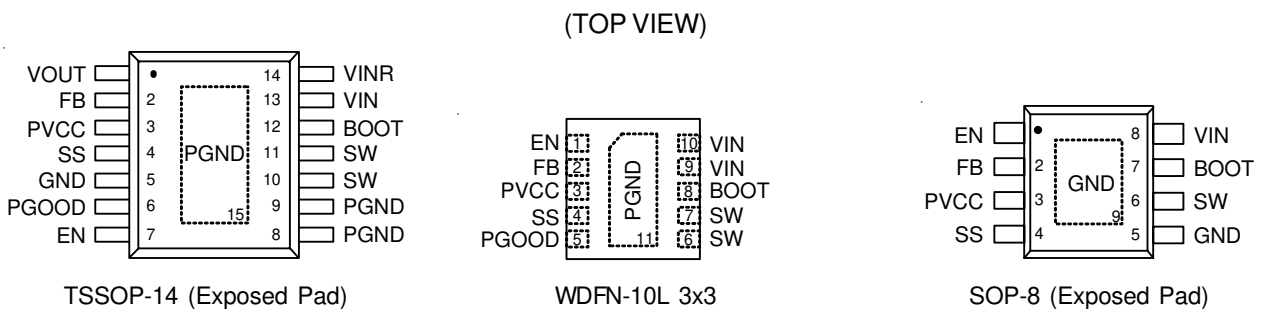 (TOP VIEW)
VOUT 14 VINR
FB 2 13 VIN
PVCC 3 12 BOOT
SS 4 PGND 11 SW
GND 5 10 SW
PGOOD 6 15 9 PGND
EN 7 8 PGND
TSSOP-14 (Exposed Pad)
EN 1 10 VIN
FB 2 9 VIN
PVCC 3 PGND 8 BOOT
SS 4 7 SW
PGOOD 5 11 6 SW
WDFN-10L 3x3
EN 8 VIN
FB 2 7 BOOT
PVCC 3 GND 6 SW
SS 4 9 5 GND
SOP-8 (Exposed Pad)